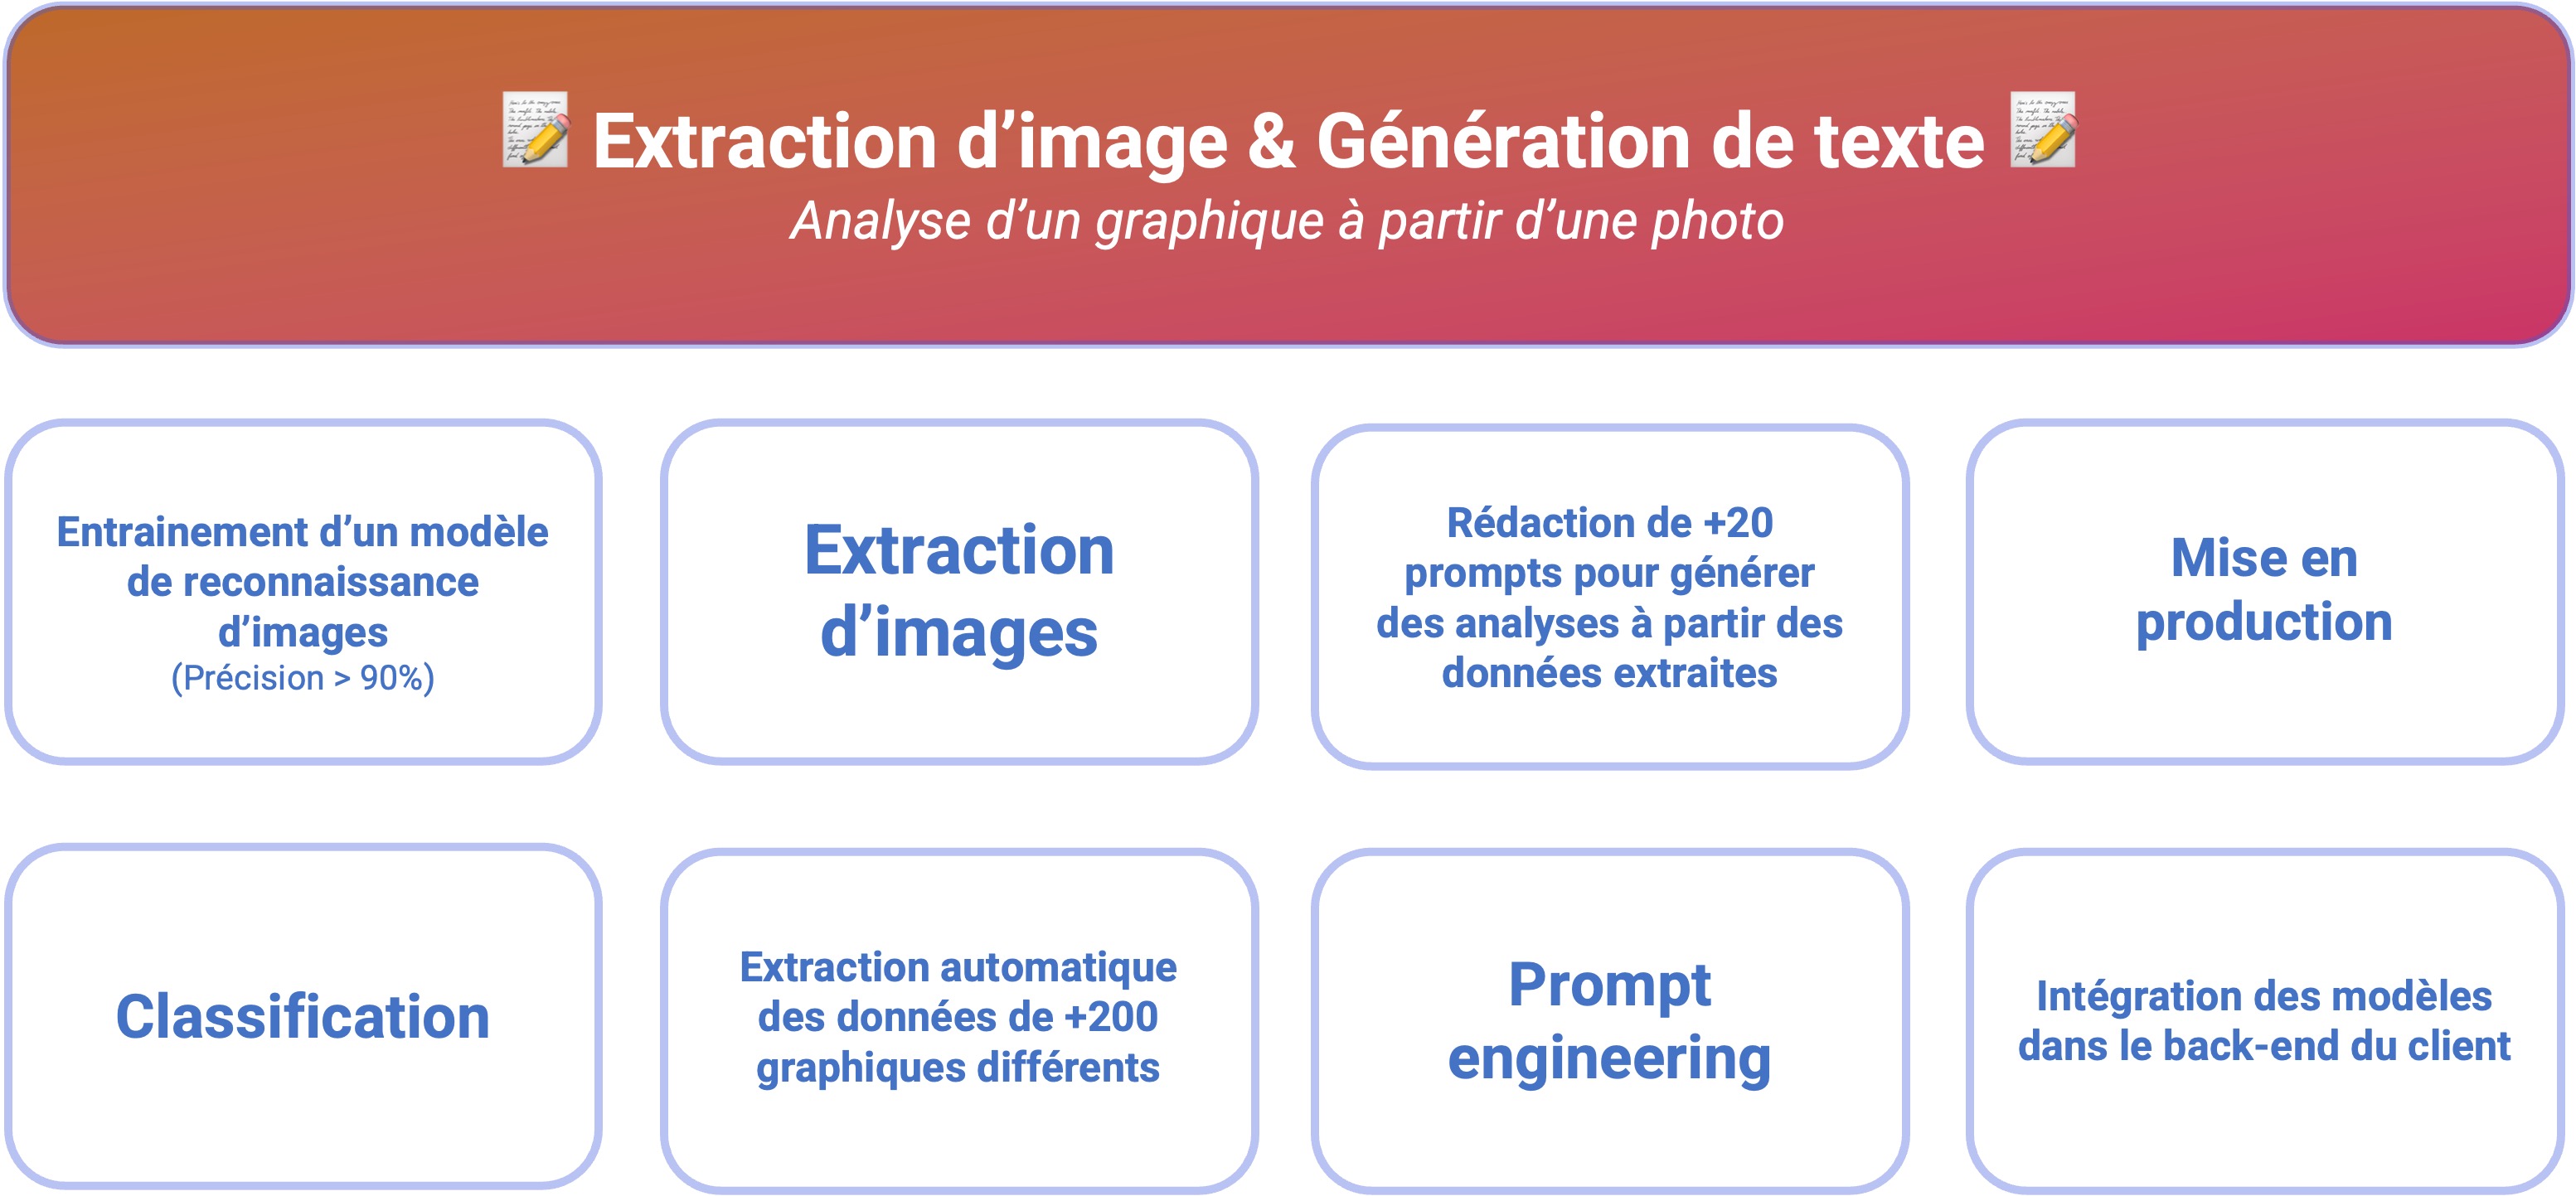 Extraction d’image & Génération de texte
Analyse d’un graphique à partir d’une photo
Entrainement d’un modèle
de reconnaissance
d’images
(Précision > 90%)
Extraction
d’images
Rédaction de +20
prompts pour générer
des analyses à partir des
données extraites
Mise en
production
Classification
Extraction automatique
des données de +200
graphiques différents
Prompt
engineering
Intégration des modèles
dans le back-end du client